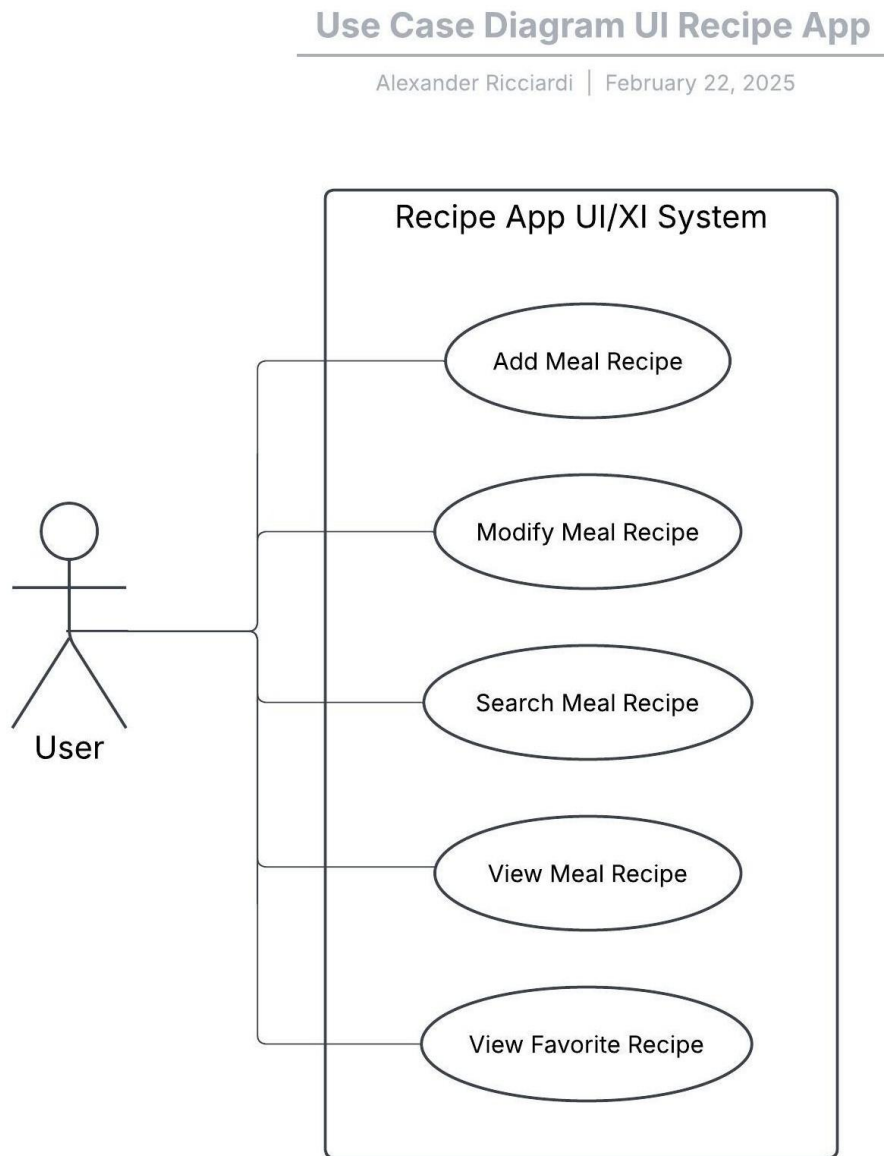 Use Case Diagram UI Recipe App
Alexander Ricciardi | February 22, 2025
Recipe App UI/XI System
Add Meal Recipe
Modify Meal Recipe
Search Meal Recipe
User
View Meal Recipe
View Favorite Recipe